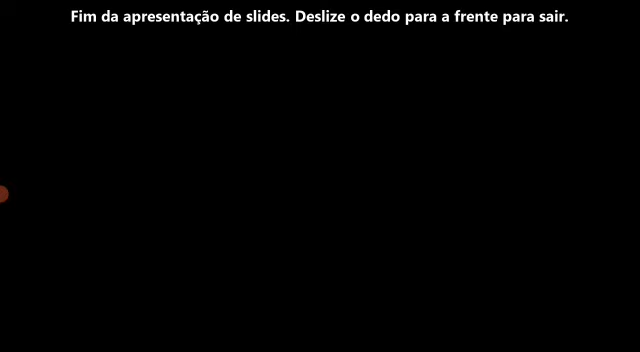 Fim da apresentação de slides. Deslize o dedo para a frente para sair.